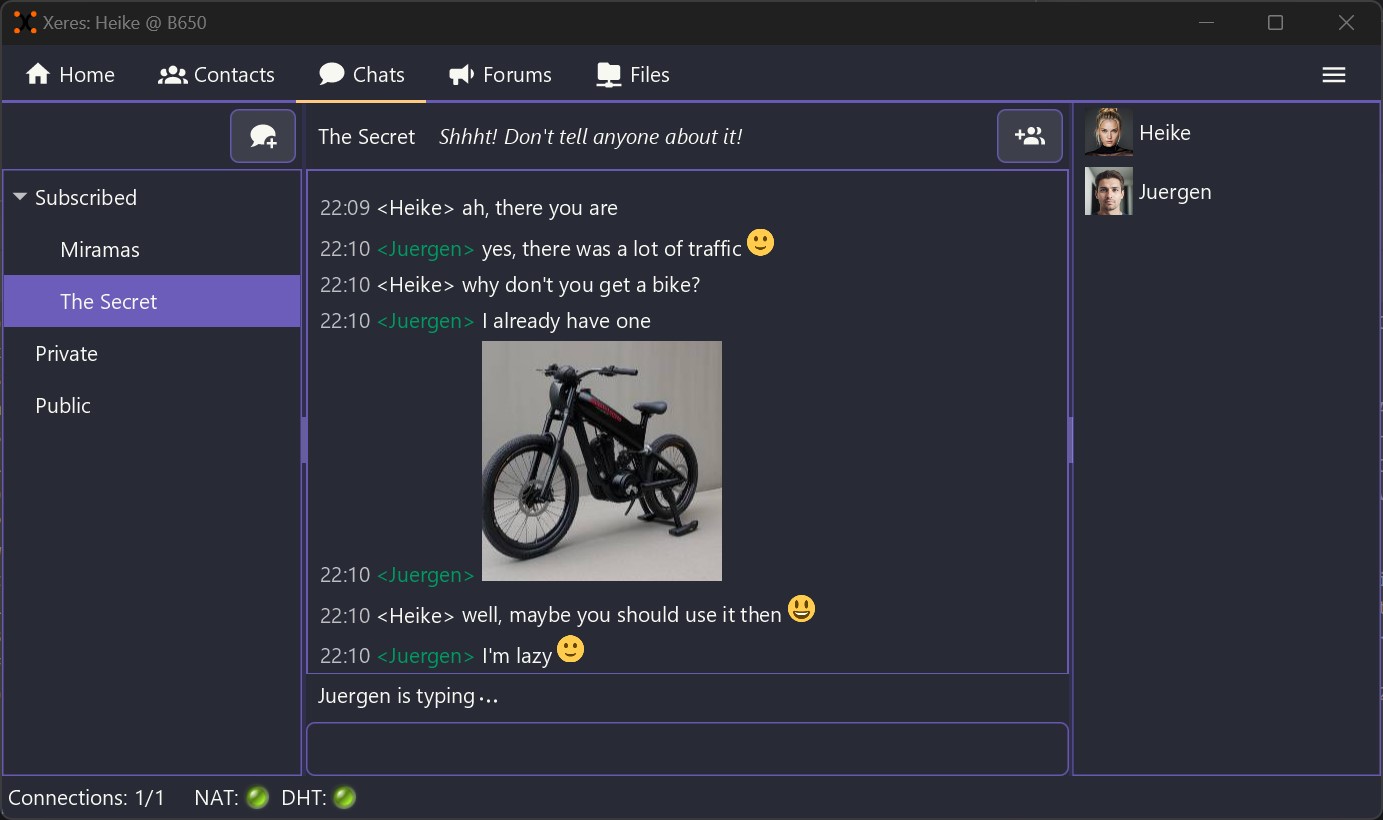 Xeres: Heike @ B650
Home Contacts Chats Forums Files
The Secret Shhht! Don't tell anyone about it!
Subscribed
Miramas
The Secret
Private
Public
22:09 <Heike> ah, there you are
22:10 <Juergen> yes, there was a lot of traffic 🙂
22:10 <Heike> why don't you get a bike?
22:10 <Juergen> I already have one
22:10 <Juergen>
22:10 <Heike> well, maybe you should use it then 😃
22:10 <Juergen> I'm lazy 🙂
Juergen is typing...
Heike
Juergen
Connections: 1/1 NAT: DHT: